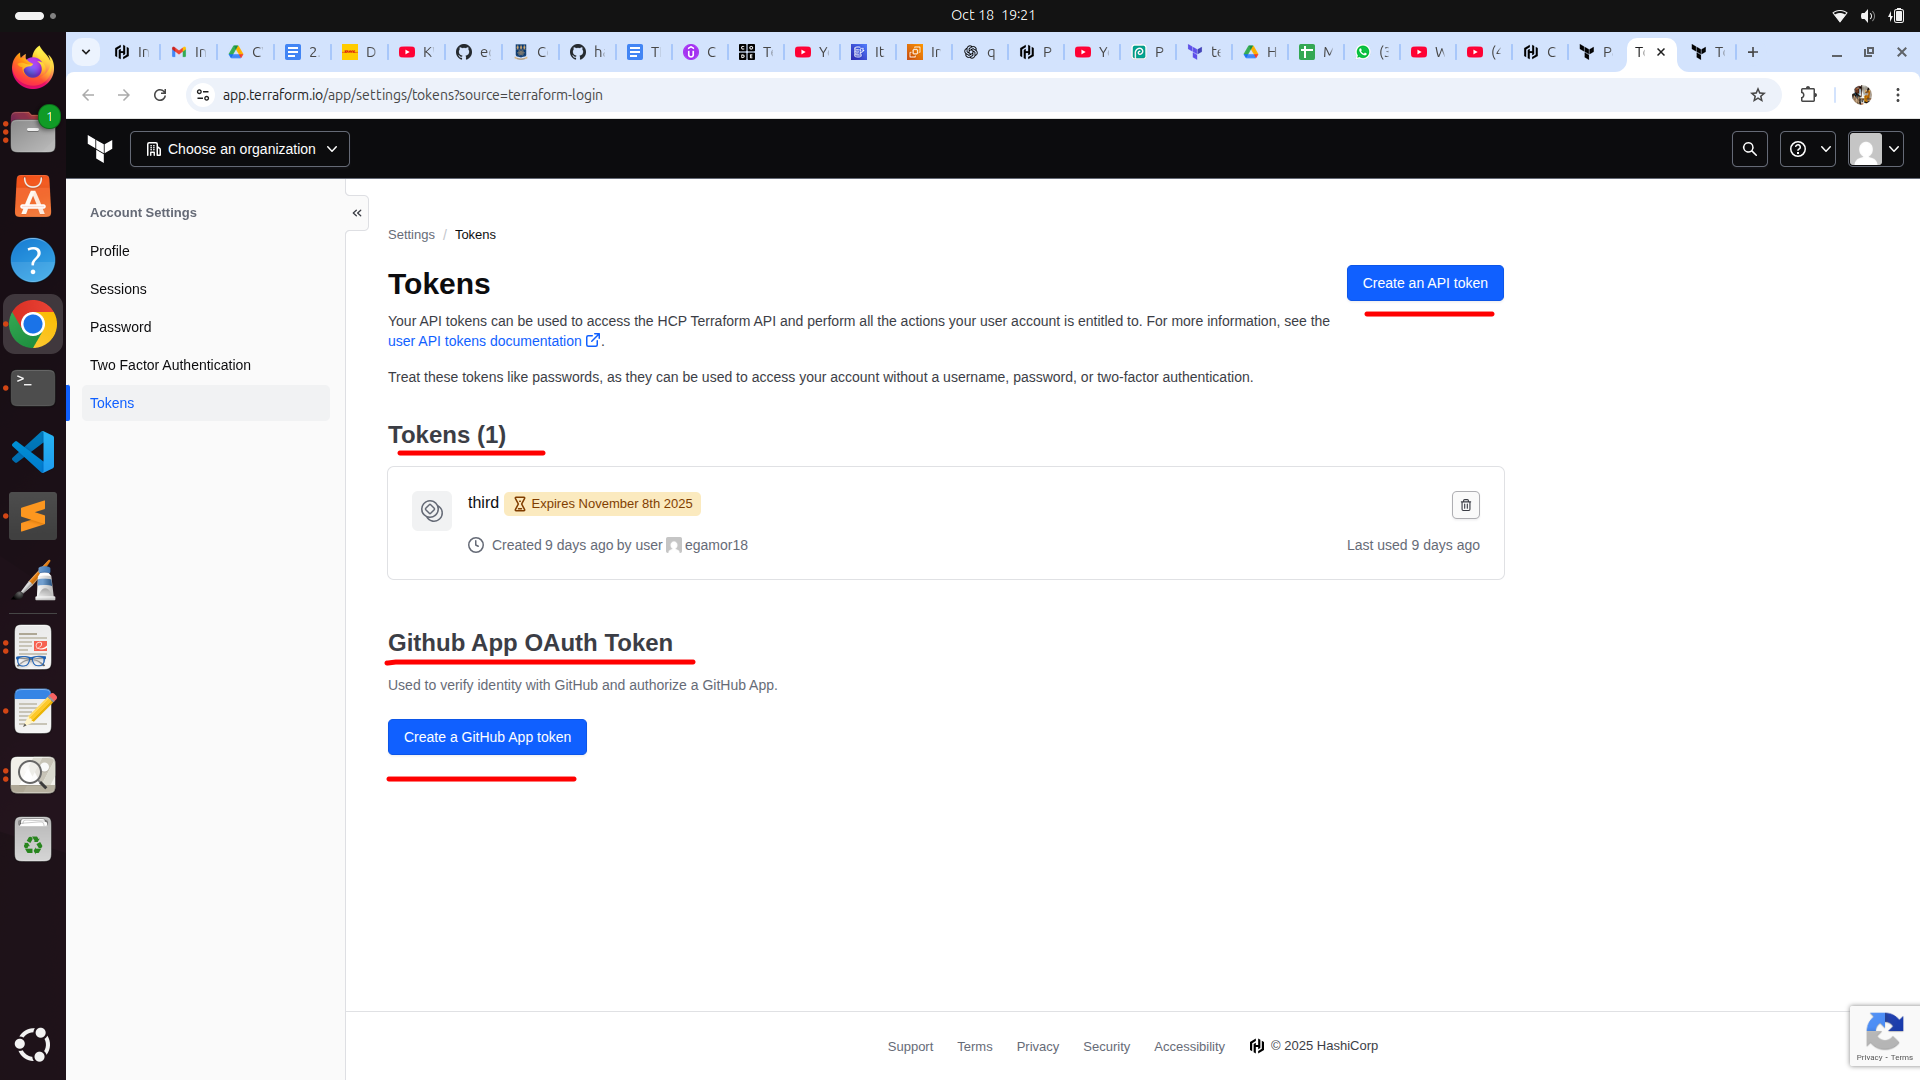 Oct 18 19:21
In
In
C
2.
D
K
e
C
h
T
C
T
Y
It
In
q
P
Y
P
te
H
M
(3
W
(4
C
P
T
T
app.terraform.io/app/settings/tokens?source=terraform-login
1
Choose an organization
Account Settings
Profile
Sessions
Password
Two Factor Authentication
Tokens
Settings / Tokens
Tokens
Create an API token
Your API tokens can be used to access the HCP Terraform API and perform all the actions your user account is entitled to. For more information, see the
user API tokens documentation.
Treat these tokens like passwords, as they can be used to access your account without a username, password, or two-factor authentication.
Tokens (1)
third Expires November 8th 2025
Created 9 days ago by user egamor18
Last used 9 days ago
Github App OAuth Token
Used to verify identity with GitHub and authorize a GitHub App.
Create a GitHub App token
Support Terms Privacy Security Accessibility © 2025 HashiCorp
Privacy - Terms